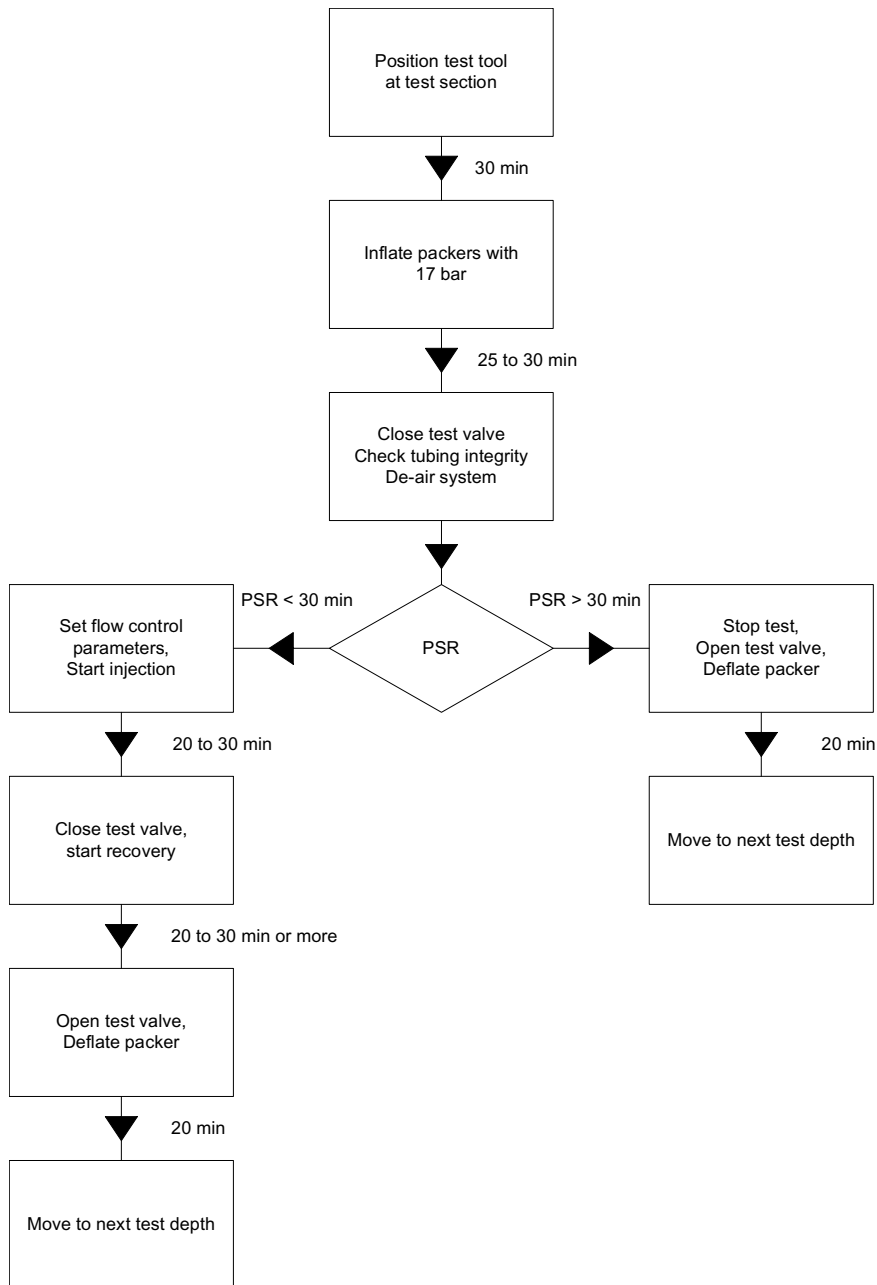 Position test tool
at test section
30 min
Inflate packers with
17 bar
25 to 30 min
Close test valve
Check tubing integrity
De-air system
PSR < 30 min
PSR > 30 min
Set flow control
parameters,
Start injection
PSR
Stop test,
Open test valve,
Deflate packer
20 to 30 min
20 min
Close test valve,
start recovery
Move to next test depth
20 to 30 min or more
Open test valve,
Deflate packer
20 min
Move to next test depth